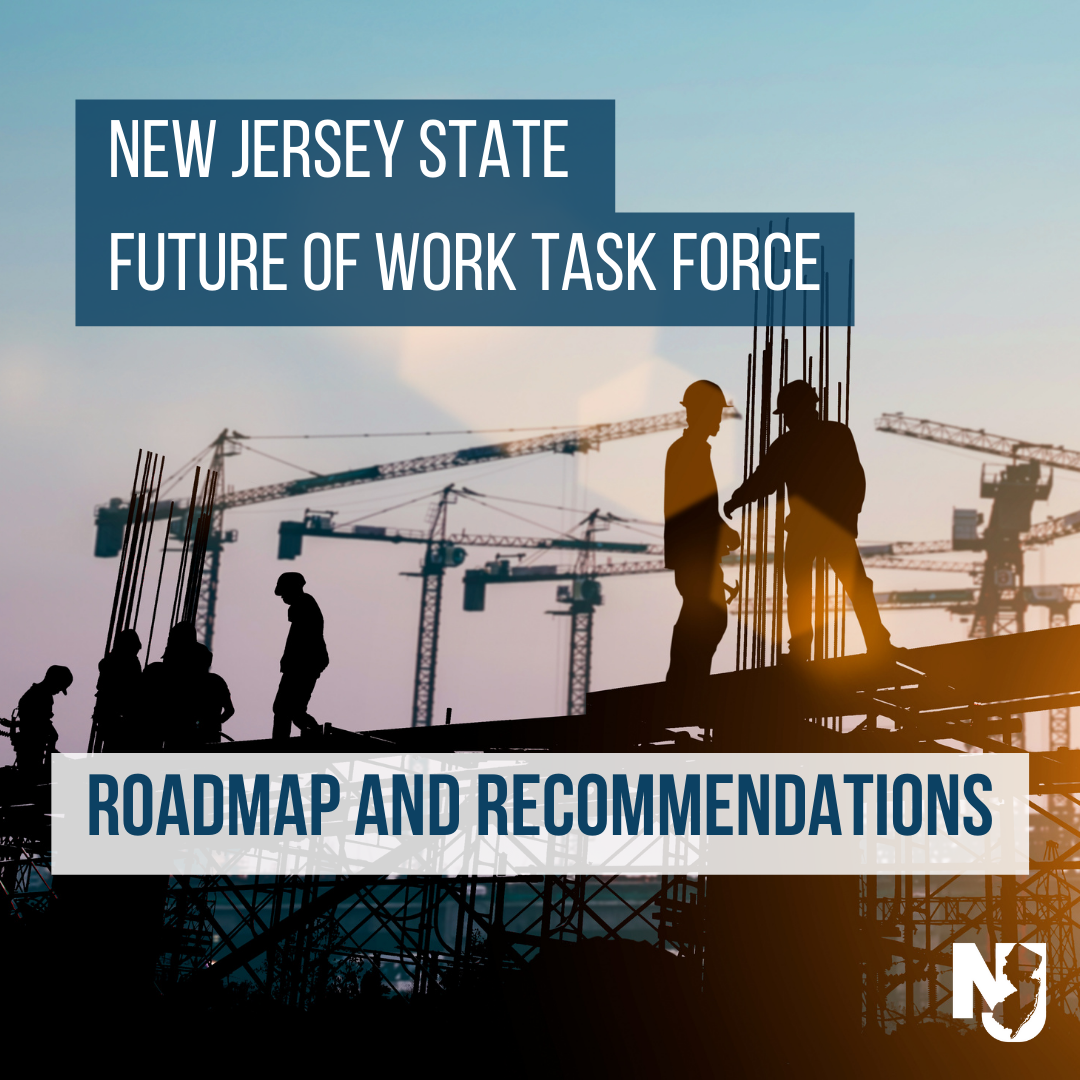 NEW JERSEY STATE
FUTURE OF WORK TASK FORCE
ROADMAP AND RECOMMENDATIONS
NJ